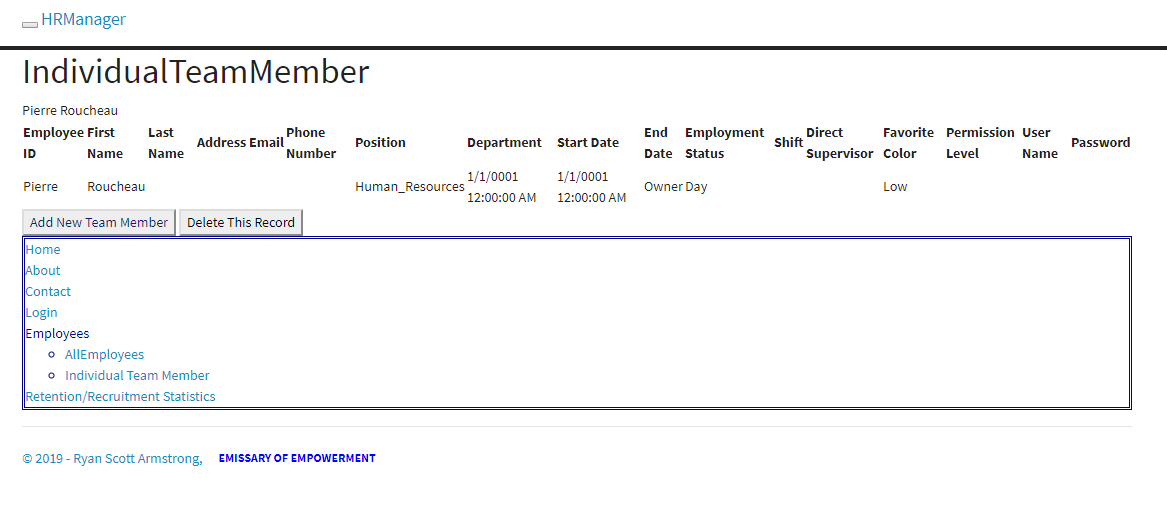 HRManager
IndividualTeamMember
Pierre Roucheau
Employee ID First Name Last Name Address Email Phone Number Position Department Start Date End Date Employment Status Shift Direct Supervisor Favorite Color Permission Level User Name Password
Pierre Roucheau Human_Resources 1/1/0001 12:00:00 AM 1/1/0001 12:00:00 AM Owner Day Low
Add New Team Member Delete This Record
Home
About
Contact
Login
Employees
AllEmployees
Individual Team Member
Retention/Recruitment Statistics
© 2019 - Ryan Scott Armstrong, EMISSARY OF EMPOWERMENT